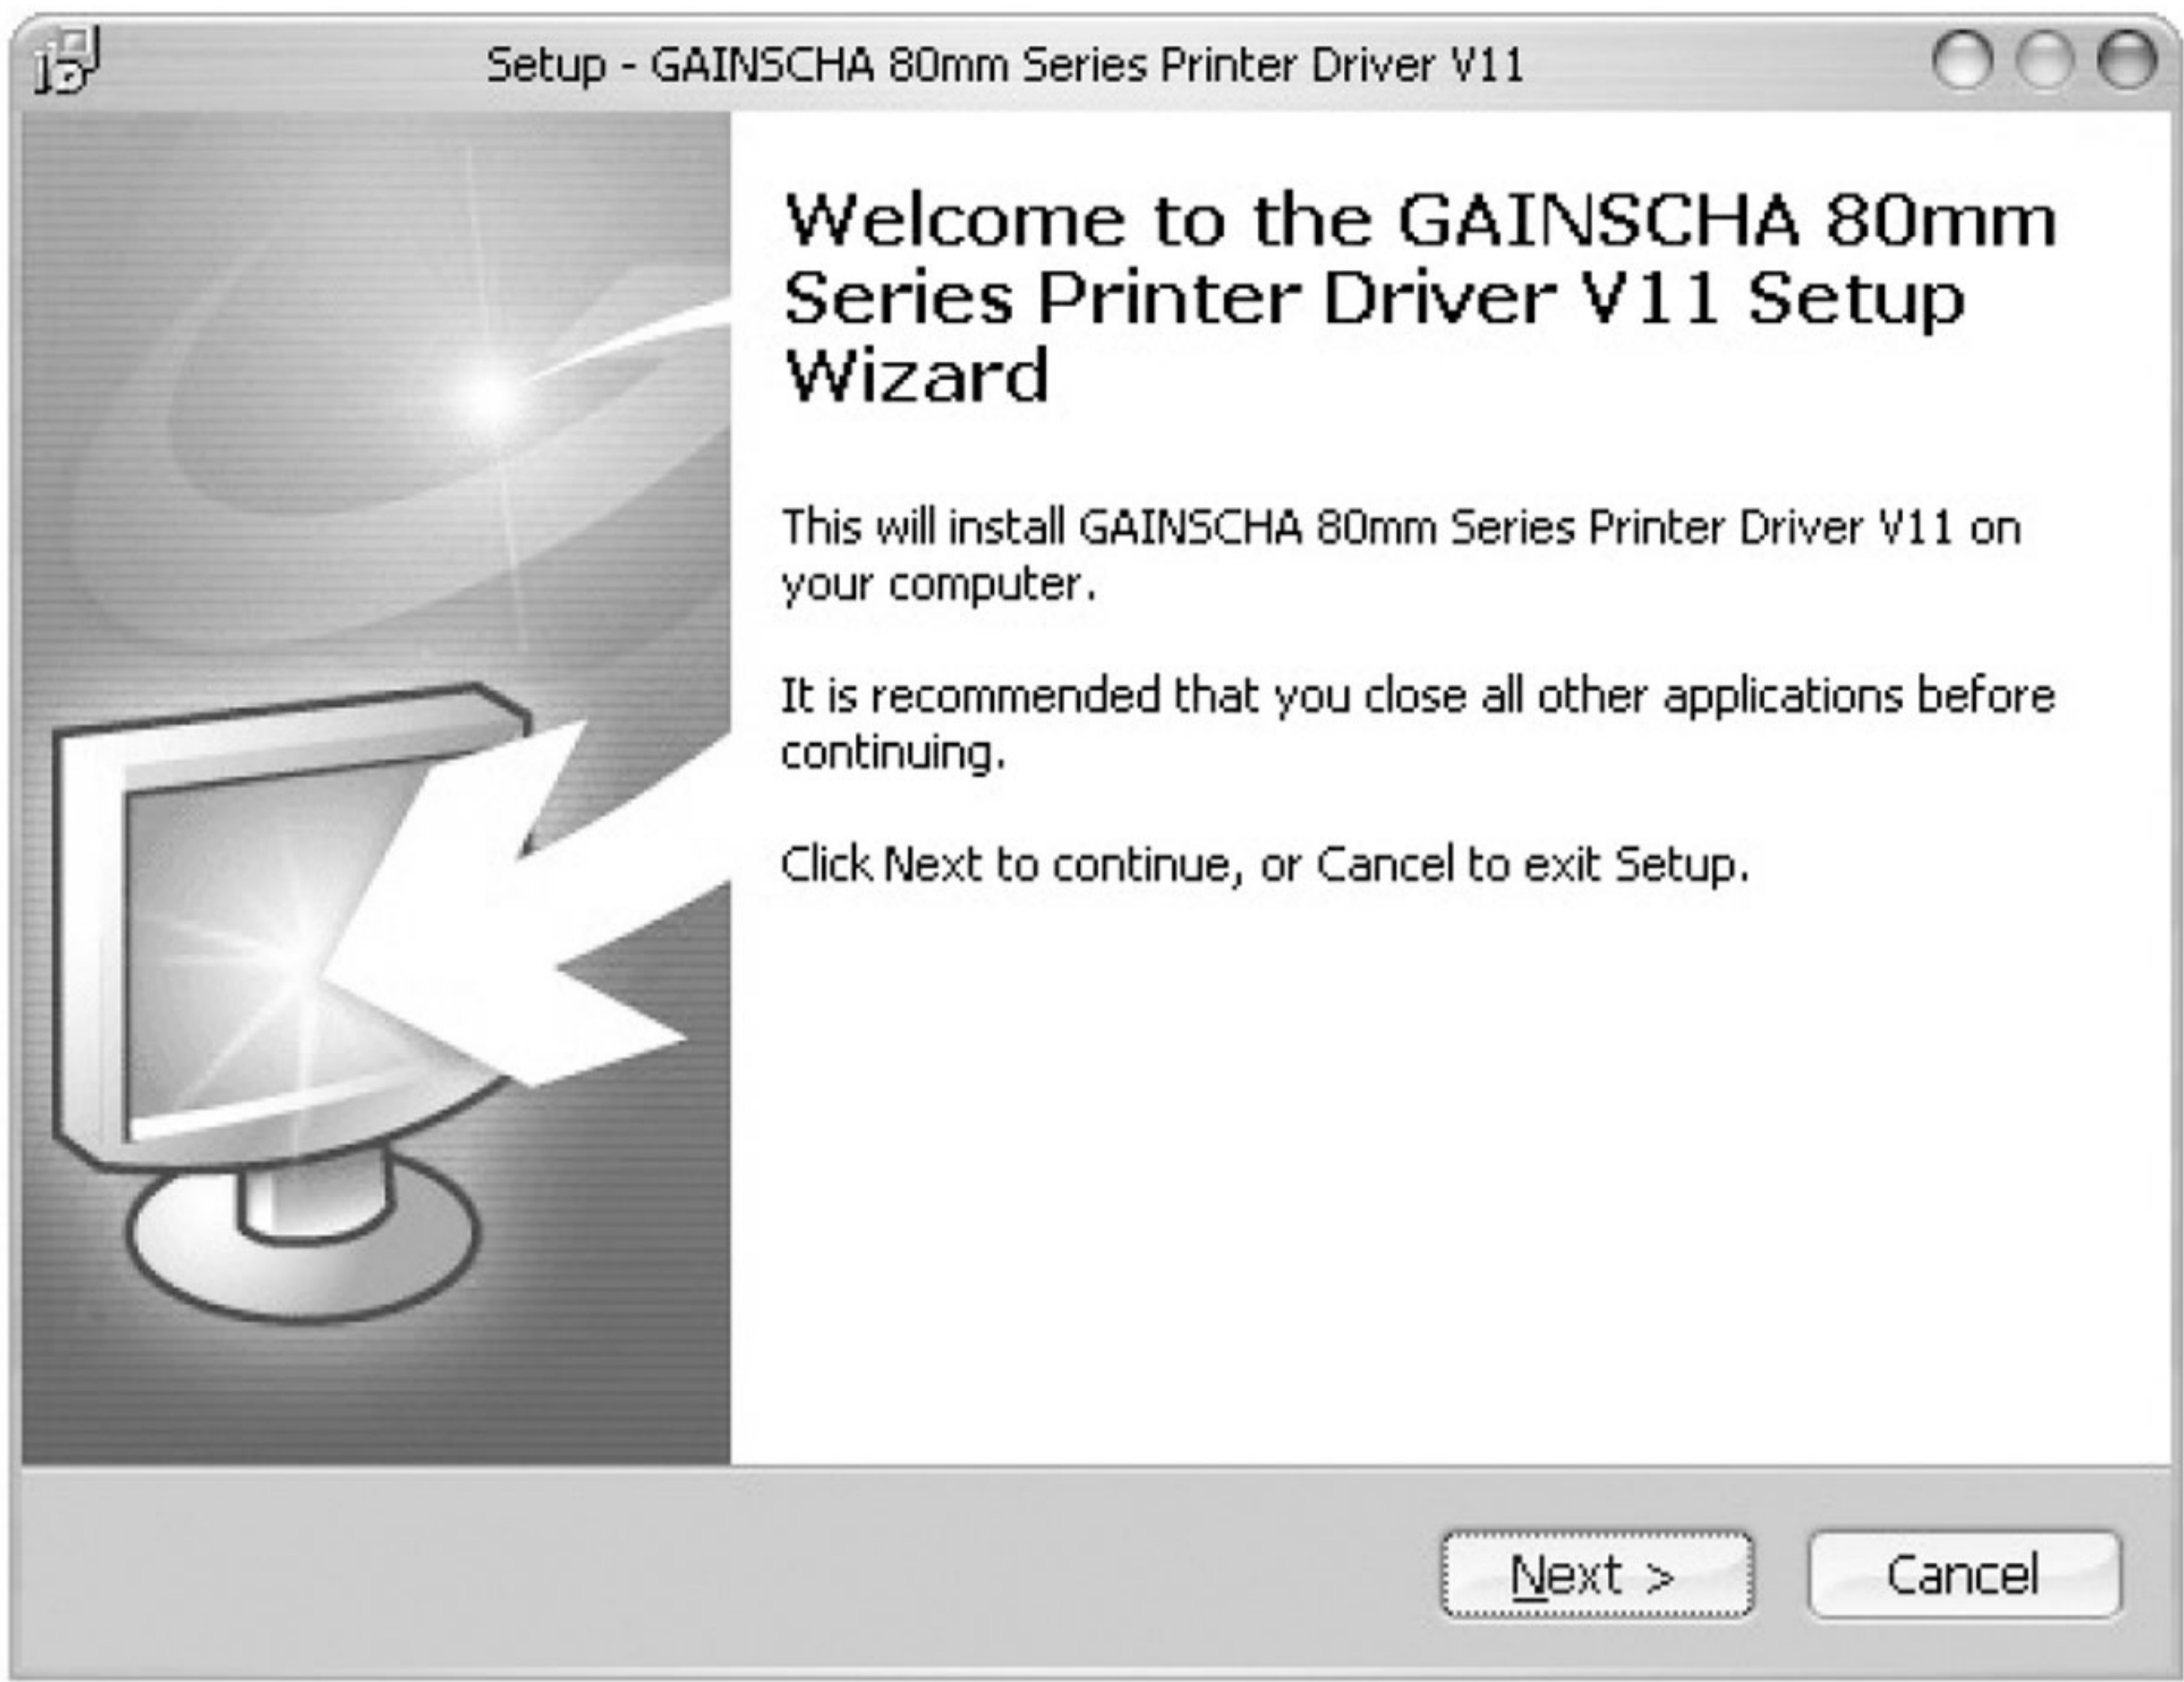 Setup - GAINSCHA 80mm Series Printer Driver V11
Welcome to the GAINSCHA 80mm
Series Printer Driver V11 Setup
Wizard
This will install GAINSCHA 80mm Series Printer Driver V11 on
your computer.
It is recommended that you close all other applications before
continuing.
Click Next to continue, or Cancel to exit Setup.
Next >
Cancel